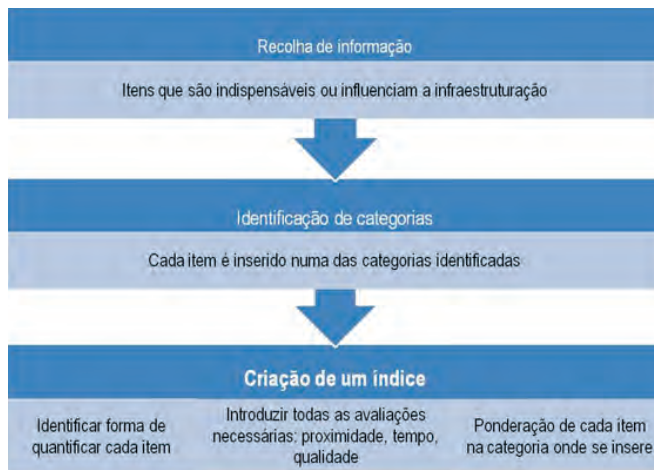 Recolha de informação
Itens que são indispensáveis ou influenciam a infraestruturação
Identificação de categorias
Cada item é inserido numa das categorias identificadas
Criação de um índice
Identificar forma de
quantificar cada item
Introduzir todas as avaliações
necessárias: proximidade, tempo,
qualidade
Ponderação de cada item
na categoria onde se insere